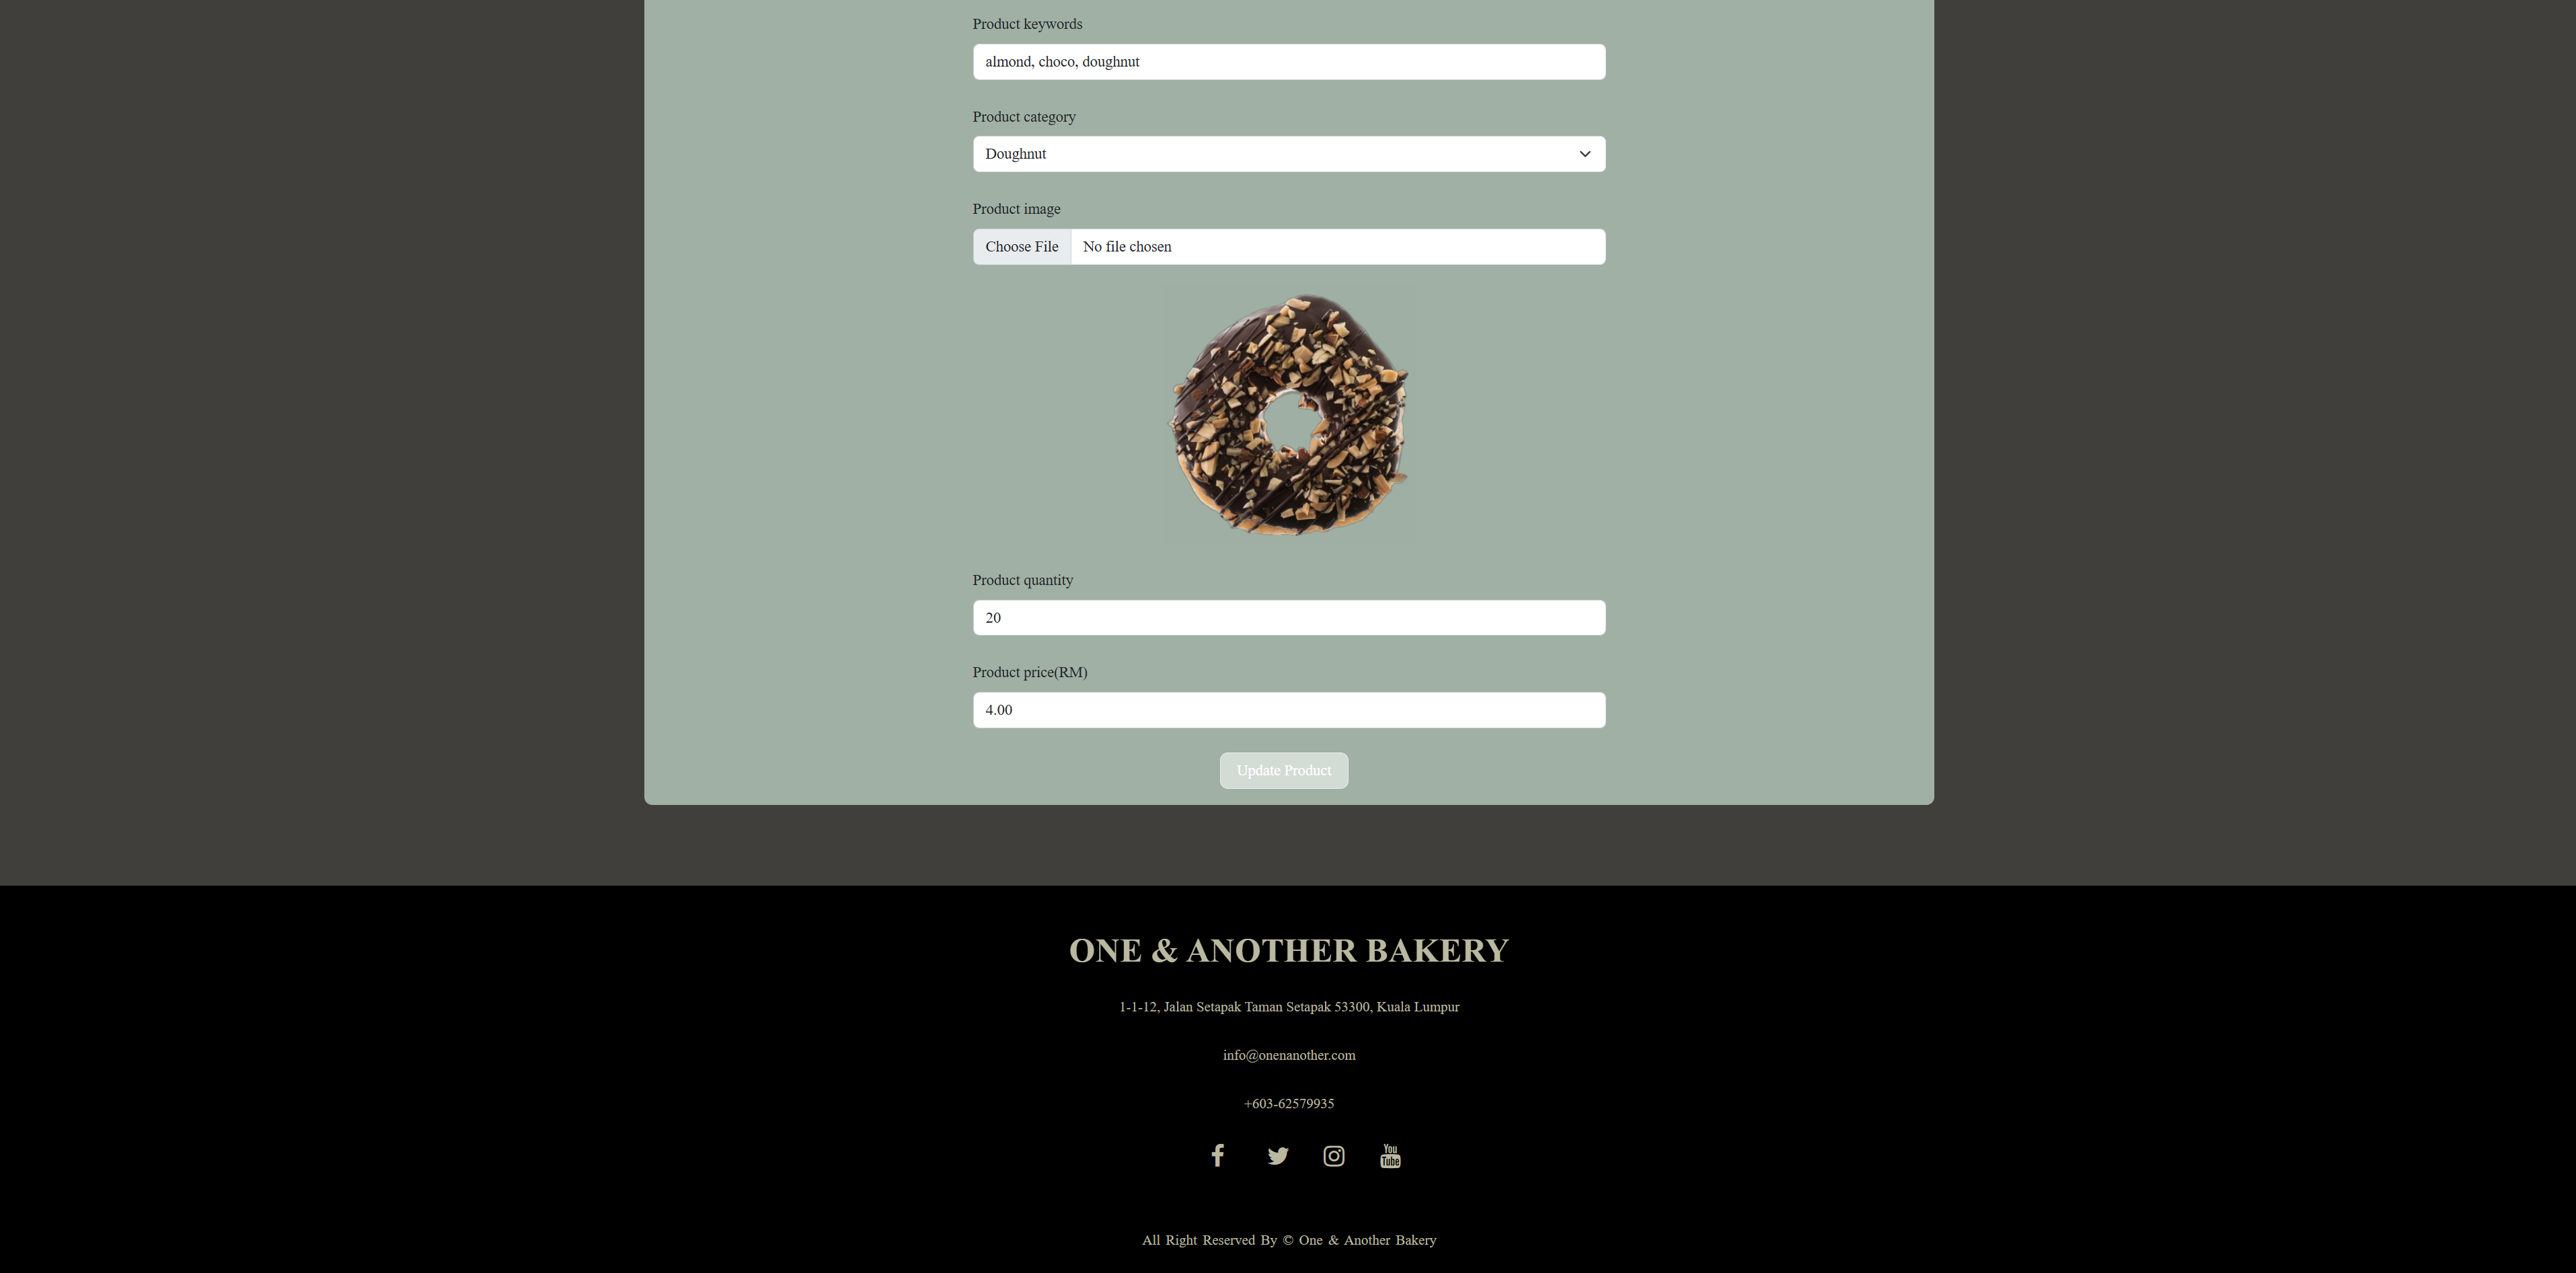 Product keywords
almond, choco, doughnut
Product category
Doughnut
Product image
Choose File No file chosen
Product quantity
20
Product price(RM)
4.00
Update Product
ONE & ANOTHER BAKERY
1-1-12, Jalan Setapak Taman Setapak 53300, Kuala Lumpur
info@onenanother.com
+603-62579935
You
Tube
All Right Reserved By © One & Another Bakery